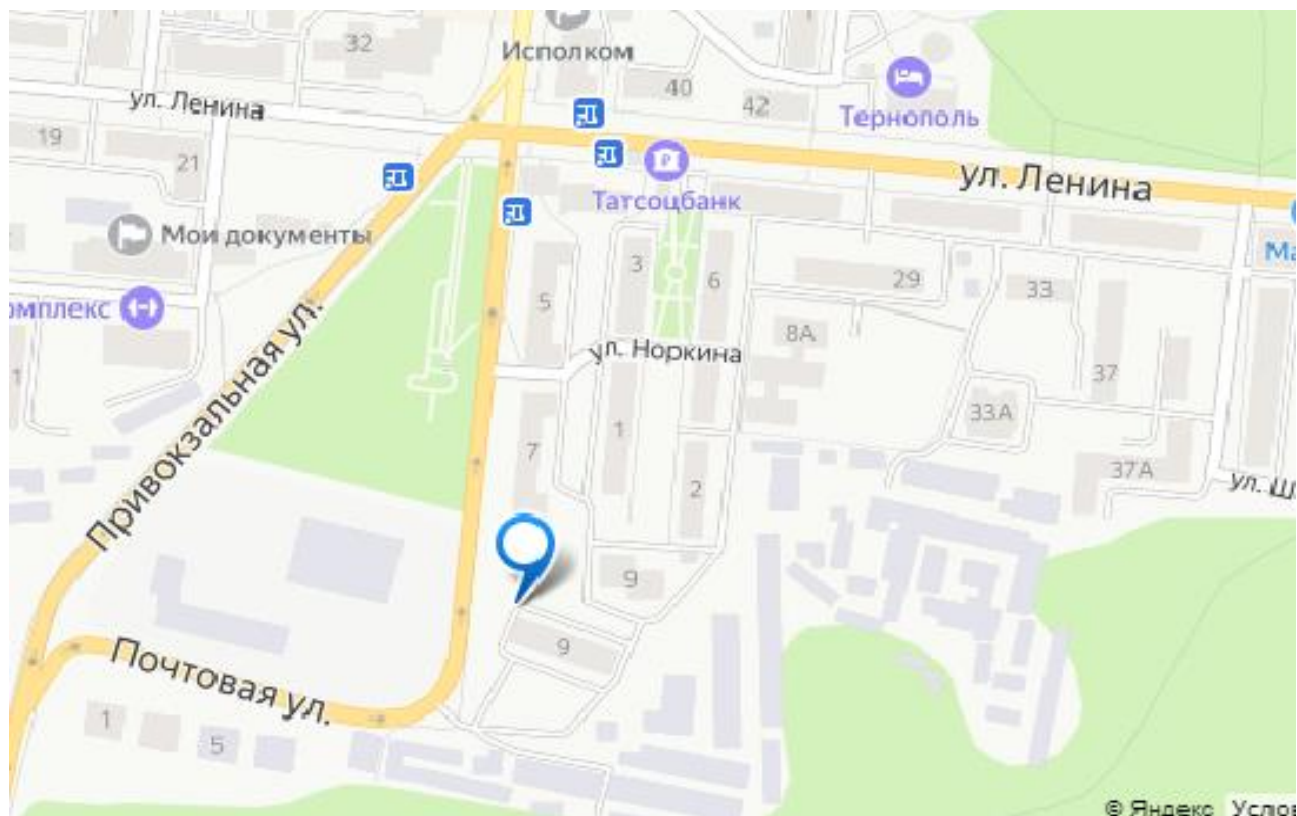 32
Исполком
40
42
Тернополь
ул. Ленина
19
21
Татсоцбанк
ул. Ленина
Мои документы
3
6
29
33
Ма
омплекс
5
8А
ул. Норкина
37
1
33А
7
1
2
37А
ул. Ш
Привокзальная ул.
9
9
Почтовая ул.
1
5
© Яндекс Услов